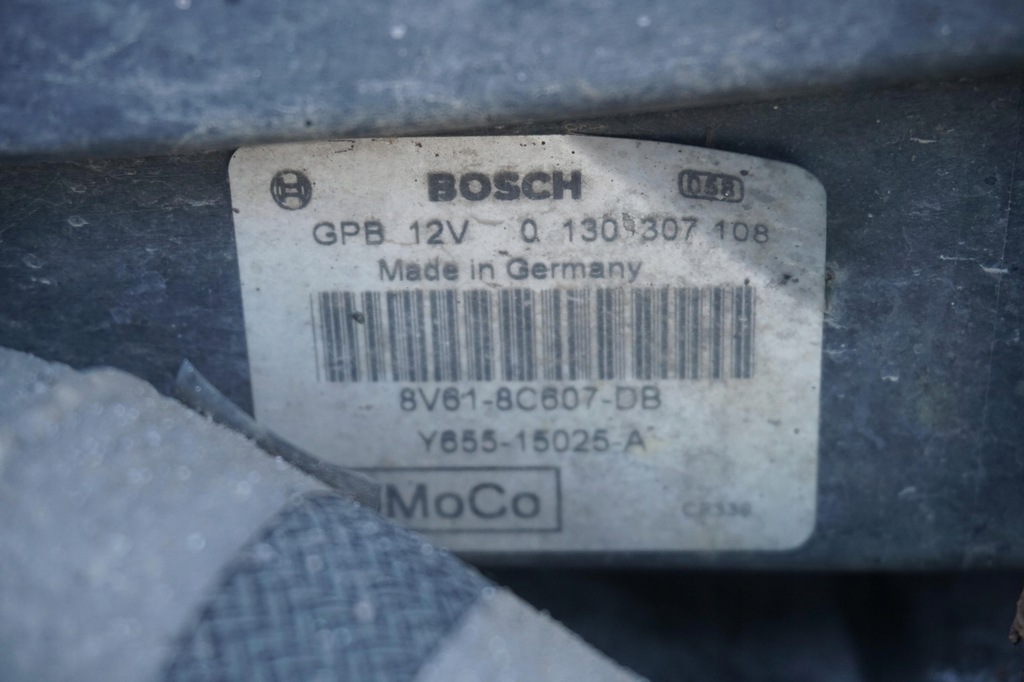 BOSCH 058
GPB 12V 0 130 307 108
Made in Germany
8V61-8C607-DB
Y655-15025-A
MoCo